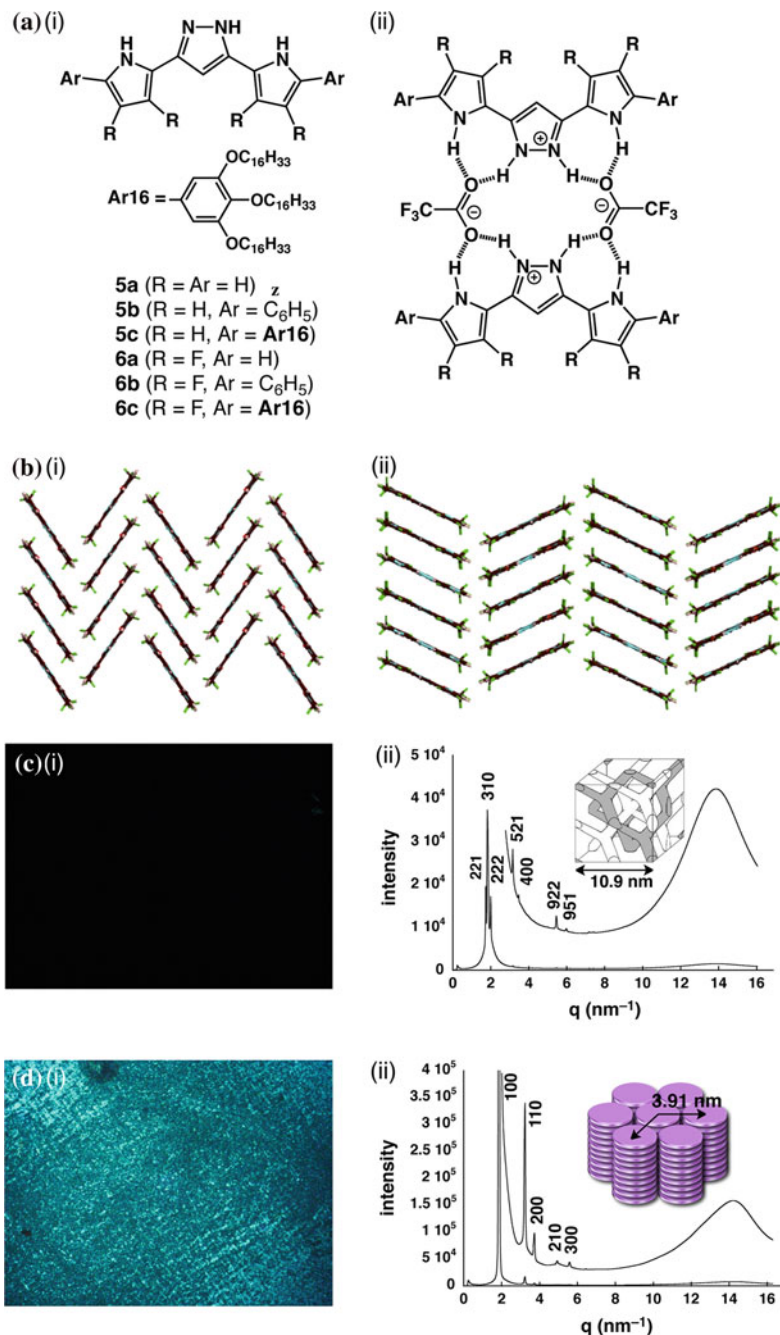 (a) (i)
(ii)
H
N
N–NH
H
N
Ar
Ar
R
R
R
R
OC16H33
Ar16 =
OC16H33
OC16H33
5a (R = Ar = H) z
5b (R = H, Ar = C6H5)
5c (R = H, Ar = Ar16)
6a (R = F, Ar = H)
6b (R = F, Ar = C6H5)
6c (R = F, Ar = Ar16)
R
R
R
R
Ar
Ar
N
N
+
N
N
H
H
H
H
O
O
F3C
−
−
CF3
O
O
H
H
H
H
N
N
+
N
N
Ar
Ar
R
R
R
R
(b) (i)
(ii)
(c) (i)
(ii)
5 10^4
4 10^4
3 10^4
2 10^4
1 10^4
0
intensity
310
221
222
521
400
922
951
10.9 nm
0 2 4 6 8 10 12 14 16
q (nm−1)
(d) (i)
(ii)
4 10^5
3.5 10^5
3 10^5
2.5 10^5
2 10^5
1.5 10^5
1 10^5
5 10^4
0
intensity
100
110
200
210
300
3.91 nm
0 2 4 6 8 10 12 14 16
q (nm−1)